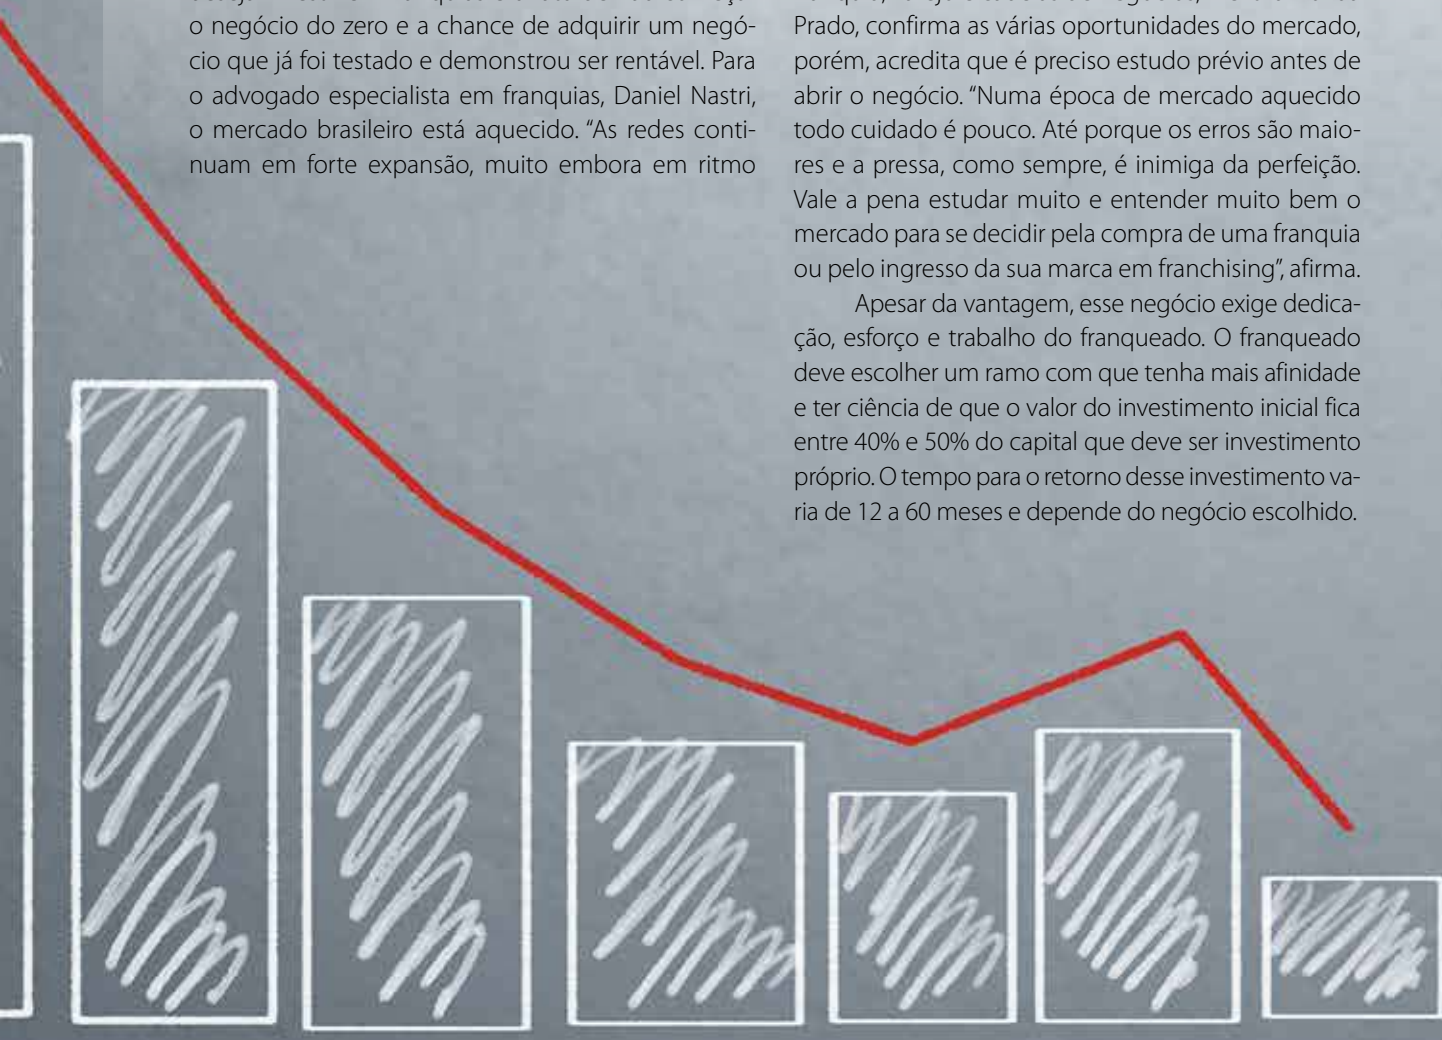 o negócio do zero e a chance de adquirir um negó-
cio que já foi testado e demonstrou ser rentável. Para
o advogado especialista em franquias, Daniel Nastri,
o mercado brasileiro está aquecido. “As redes conti-
nuam em forte expansão, muito embora em ritmo
Prado, confirma as várias oportunidades do mercado,
porém, acredita que é preciso estudo prévio antes de
abrir o negócio. “Numa época de mercado aquecido
todo cuidado é pouco. Até porque os erros são maio-
res e a pressa, como sempre, é inimiga da perfeição.
Vale a pena estudar muito e entender muito bem o
mercado para se decidir pela compra de uma franquia
ou pelo ingresso da sua marca em franchising”, afirma.
Apesar da vantagem, esse negócio exige dedica-
ção, esforço e trabalho do franqueado. O franqueado
deve escolher um ramo com que tenha mais afinidade
e ter ciência de que o valor do investimento inicial fica
entre 40% e 50% do capital que deve ser investimento
próprio. O tempo para o retorno desse investimento va-
ria de 12 a 60 meses e depende do negócio escolhido.